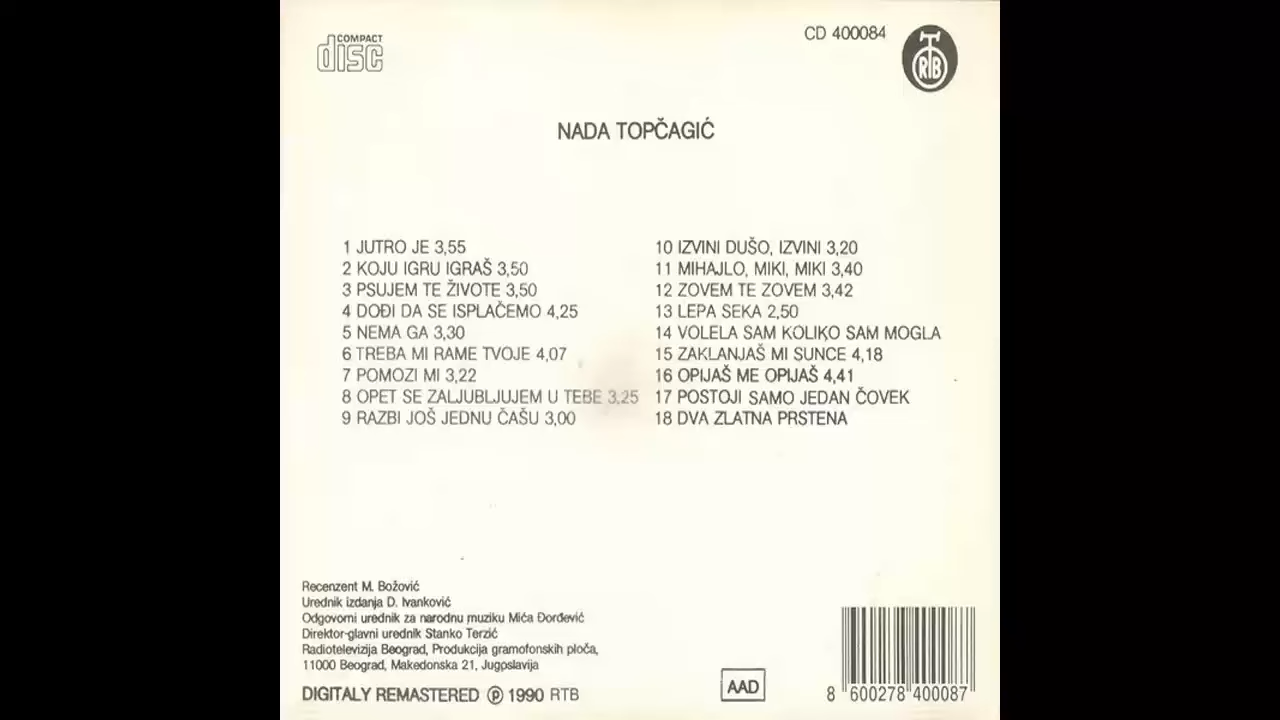 COMPACT
disc
CD 400084
RTB
NADA TOPČAGIĆ
1 JUTRO JE 3,55
2 KOJU IGRU IGRAŠ 3,50
3 PSUJEM TE ŽIVOTE 3,50
4 DOĐI DA SE ISPLAČEMO 4,25
5 NEMA GA 3,30
6 TREBA MI RAME TVOJE 4,07
7 POMOZI MI 3,22
8 OPET SE ZALJUBLJUJEM U TEBE 3,25
9 RAZBI JOŠ JEDNU ČAŠU 3,00
10 IZVINI DUŠO, IZVINI 3,20
11 MIHAJLO, MIKI, MIKI 3,40
12 ZOVEM TE ZOVEM 3,42
13 LEPA SEKA 2,50
14 VOLELA SAM KOLIKO SAM MOGLA
15 ZAKLANJAŠ MI SUNCE 4,18
16 OPIJAŠ ME OPIJAŠ 4,41
17 POSTOJI SAMO JEDAN ČOVEK
18 DVA ZLATNA PRSTENA
Recenzent M. Božović
Urednik izdanja D. Ivanković
Odgovorni urednik za narodnu muziku Mića Đorđević
Direktor-glavni urednik Stanko Terzić
Radiotelevizija Beograd, Produkcija gramofonskih ploča,
11000 Beograd, Makedonska 21, Jugoslavija
DIGITALY REMASTERED ℗ 1990 RTB
AAD
8 600278 400087